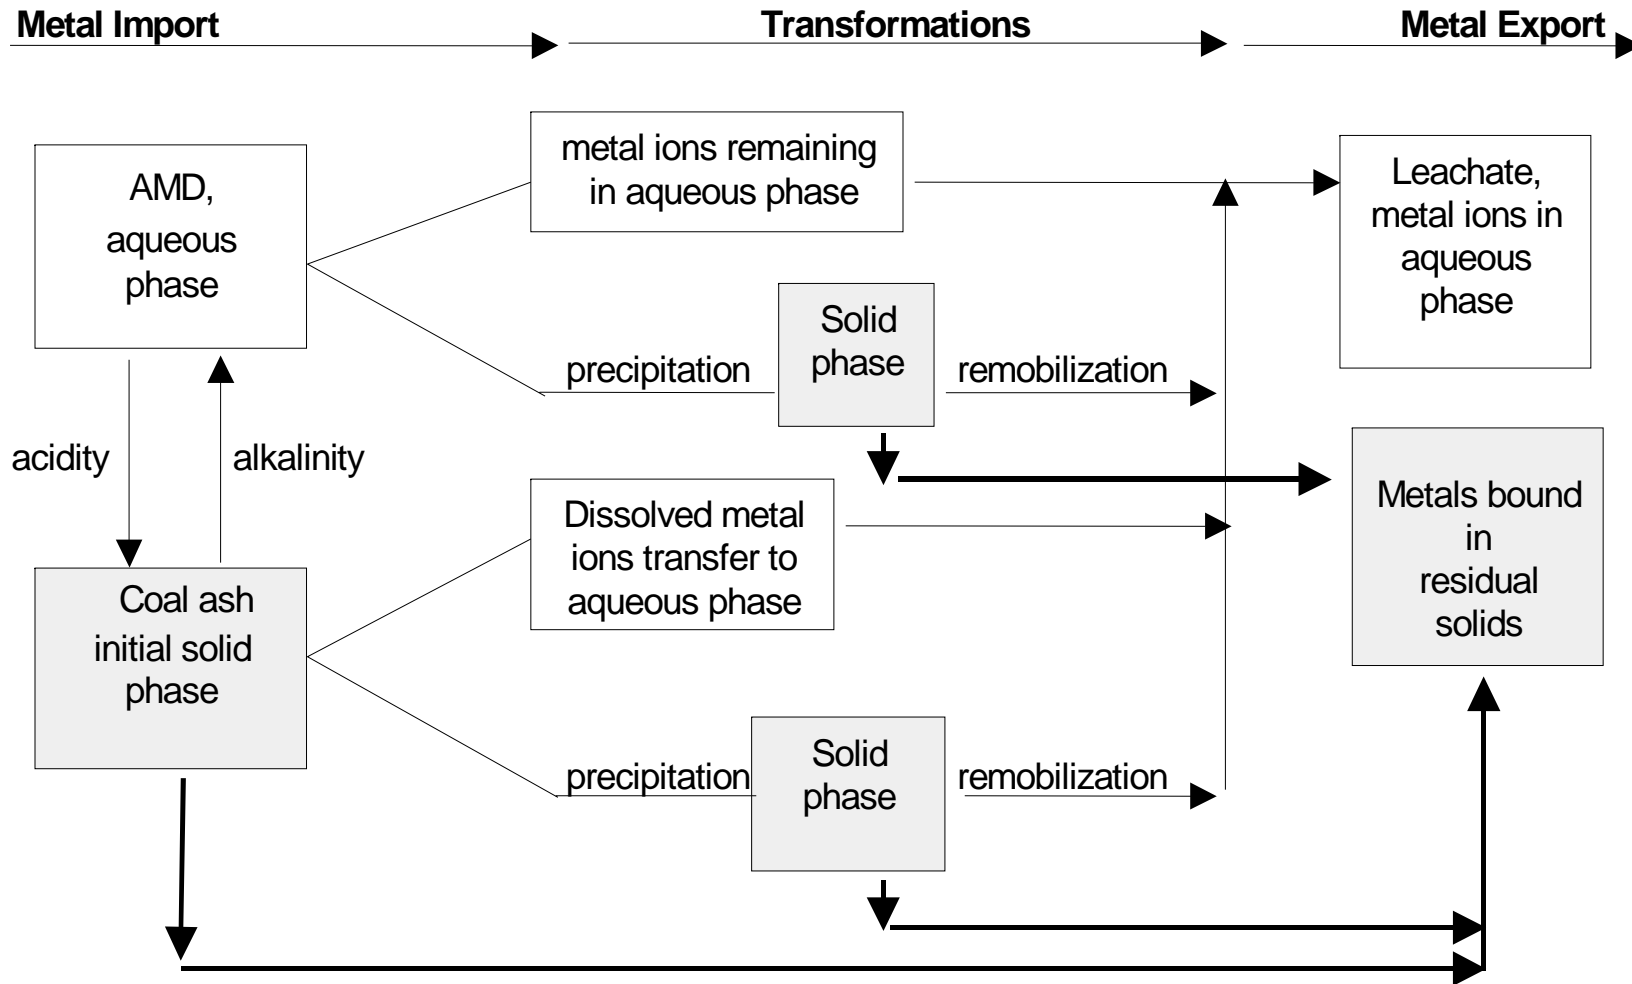 Metal Import
Transformations
Metal Export
AMD,
aqueous
phase
metal ions remaining
in aqueous phase
Leachate,
metal ions in
aqueous
phase
precipitation
Solid
phase
remobilization
acidity
alkalinity
Dissolved metal
ions transfer to
aqueous phase
Metals bound
in
residual
solids
Coal ash
initial solid
phase
precipitation
Solid
phase
remobilization